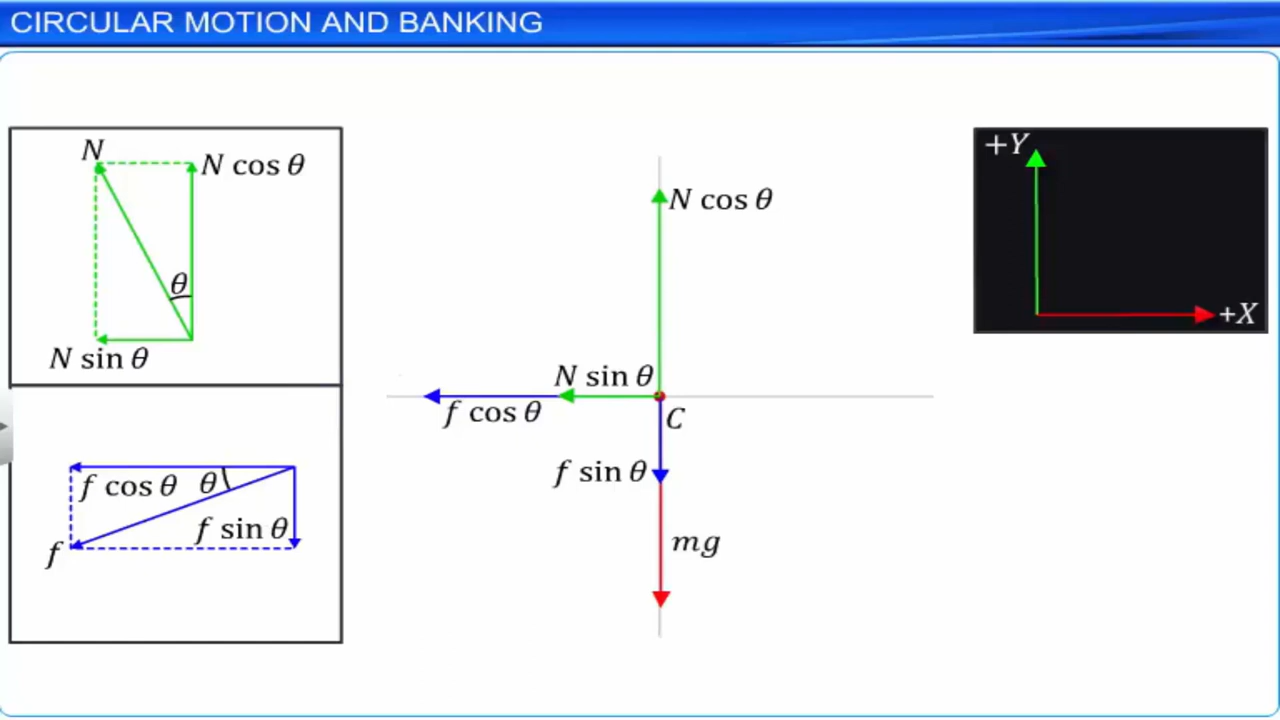 CIRCULAR MOTION AND BANKING
N
N cos θ
θ
N sin θ
f cos θ
θ
f sin θ
f
N cos θ
N sin θ
f cos θ
C
f sin θ
mg
+Y
+X